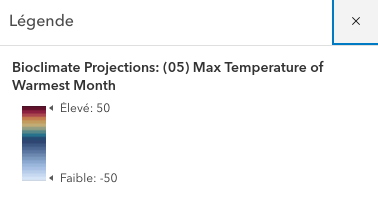 Légende
Bioclimate Projections: (05) Max Temperature of
Warmest Month
Élevé: 50
Faible: -50